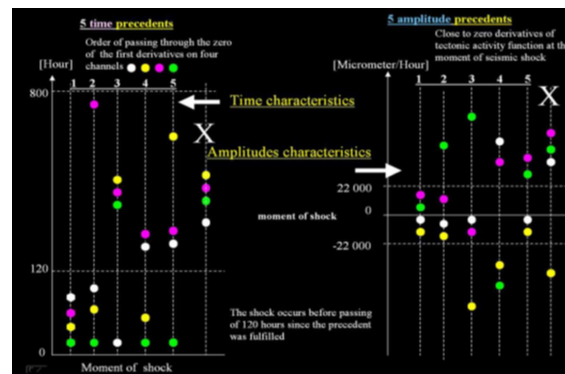 5 time precedents
Order of passing through the zero
of the first derivatives on four
channels
[Hour]
1 2 3 4 5
800
Time characteristics
X
120
The shock occurs before passing
of 120 hours since the precedent
was fulfilled
0
Moment of shock
5 amplitude precedents
Close to zero derivatives of
tectonic activity function at the
moment of seismic shock
[Micrometer/Hour]
1 2 3 4 5
X
Amplitudes characteristics
22 000
moment of shock
0
-22 000